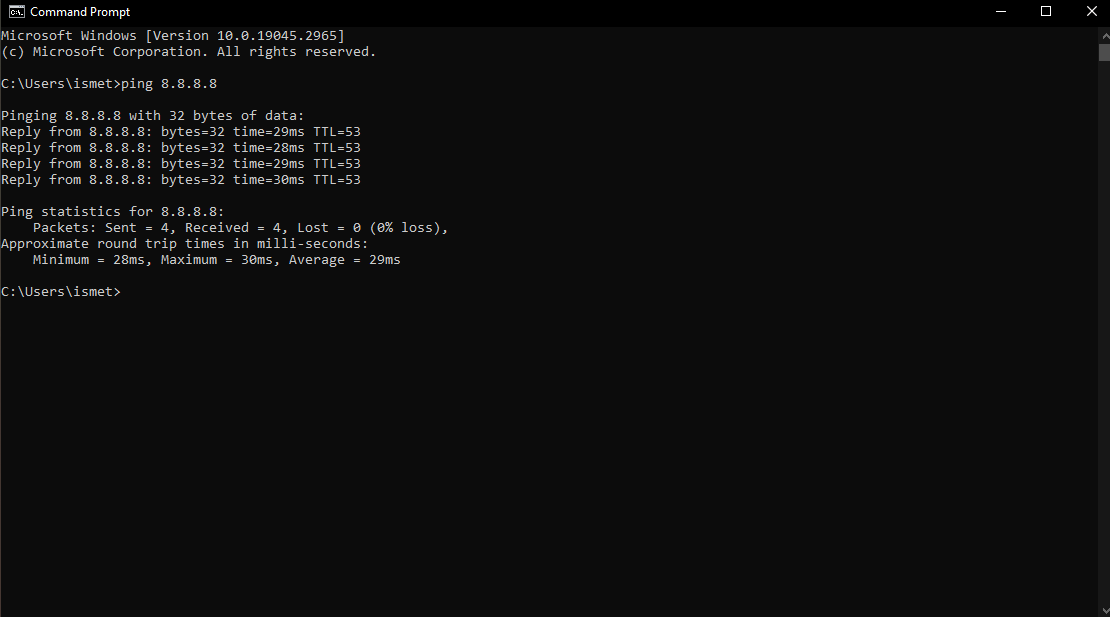 Command Prompt
Microsoft Windows [Version 10.0.19045.2965]
(c) Microsoft Corporation. All rights reserved.
C:\Users\ismet>ping 8.8.8.8
Pinging 8.8.8.8 with 32 bytes of data:
Reply from 8.8.8.8: bytes=32 time=29ms TTL=53
Reply from 8.8.8.8: bytes=32 time=28ms TTL=53
Reply from 8.8.8.8: bytes=32 time=29ms TTL=53
Reply from 8.8.8.8: bytes=32 time=30ms TTL=53
Ping statistics for 8.8.8.8:
    Packets: Sent = 4, Received = 4, Lost = 0 (0% loss),
Approximate round trip times in milli-seconds:
    Minimum = 28ms, Maximum = 30ms, Average = 29ms
C:\Users\ismet>